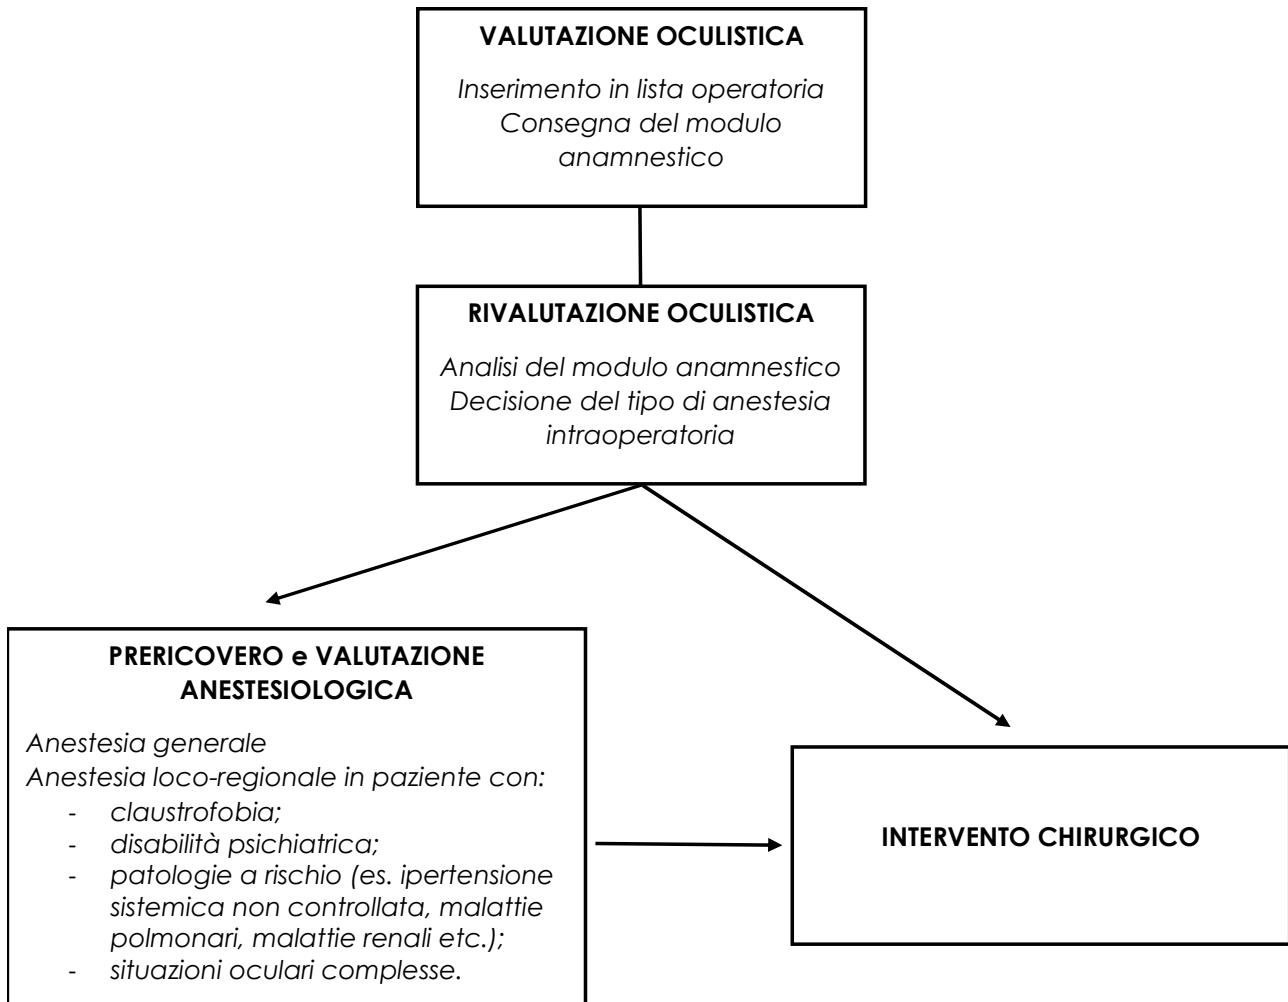 VALUTAZIONE OCULISTICA
Inserimento in lista operatoria
Consegna del modulo
anamnestico
RIVALUTAZIONE OCULISTICA
Analisi del modulo anamnestico
Decisione del tipo di anestesia
intraoperatoria
PRERICOVERO e VALUTAZIONE
ANESTESIOLOGICA
Anestesia generale
Anestesia loco-regionale in paziente con:
- claustrofobia;
- disabilità psichiatrica;
- patologie a rischio (es. ipertensione
sistemica non controllata, malattie
polmonari, malattie renali etc.);
- situazioni oculari complesse.
INTERVENTO CHIRURGICO